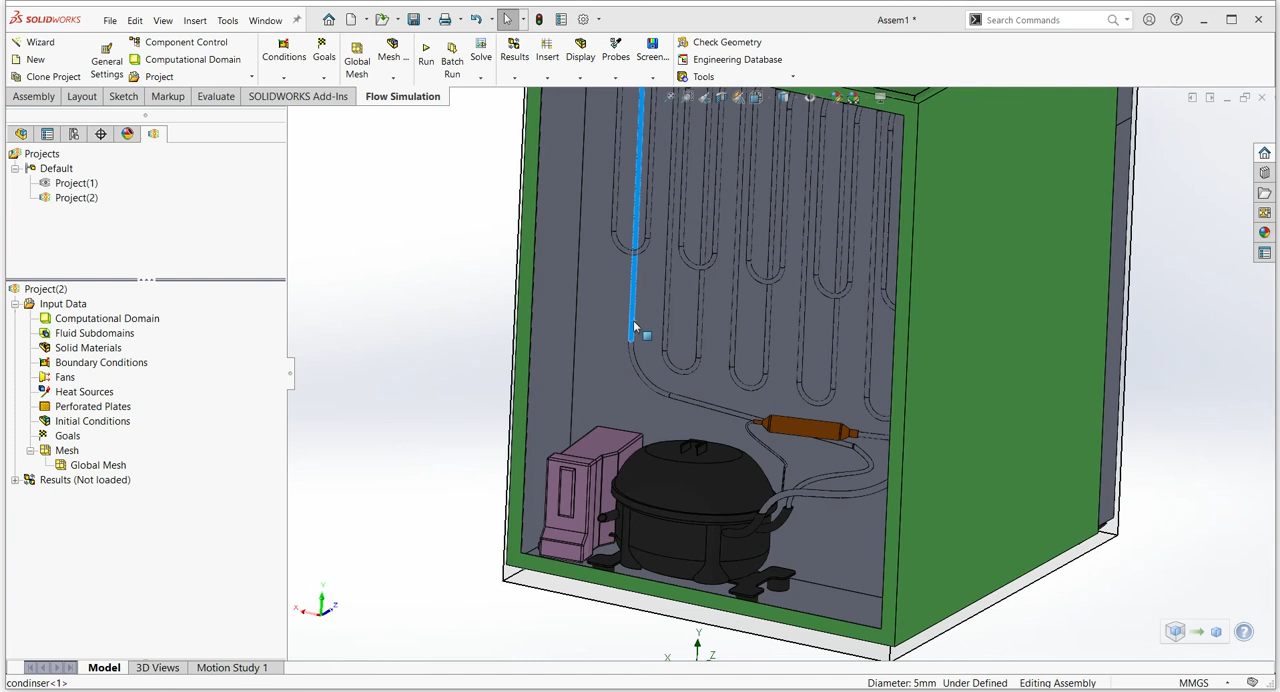 SOLIDWORKS File Edit View Insert Tools Window Assem1 * Search Commands
Wizard
New
Clone Project
General Settings
Component Control
Computational Domain
Project
Conditions
Goals
Global Mesh
Mesh ...
Run
Batch Run
Solve
Results
Insert
Display
Probes
Screen...
Check Geometry
Engineering Database
Tools
Assembly Layout Sketch Markup Evaluate SOLIDWORKS Add-Ins Flow Simulation
Projects
Default
Project(1)
Project(2)
Project(2)
Input Data
Computational Domain
Fluid Subdomains
Solid Materials
Boundary Conditions
Fans
Heat Sources
Perforated Plates
Initial Conditions
Goals
Mesh
Global Mesh
Results (Not loaded)
Y
X
Z
Y
X
Z
Model 3D Views Motion Study 1
condinser<1> Diameter: 5mm Under Defined Editing Assembly MMGS